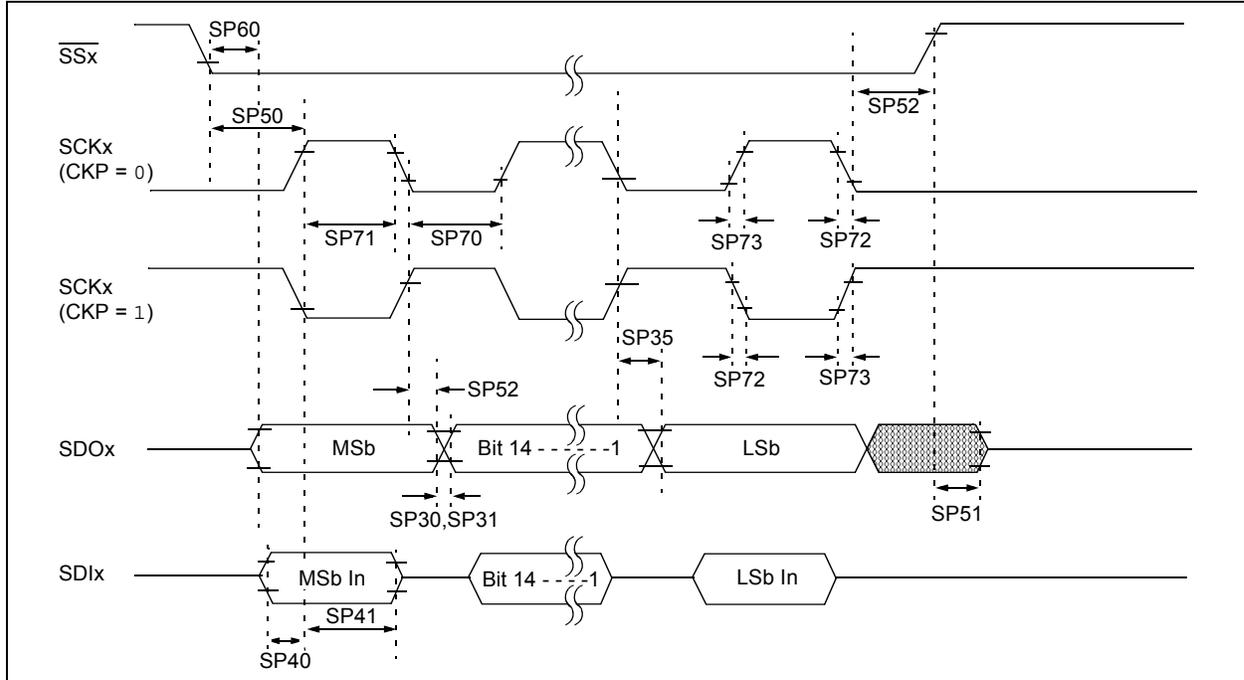 SP60
SSx
SP52
SP50
SCKx
(CKP = 0)
SP71
SP70
SP73
SP72
SCKx
(CKP = 1)
SP35
SP72
SP73
SP52
SDOx
MSb
Bit 14 - - - - - -1
LSb
SP30,SP31
SP51
SDIx
MSb In
Bit 14 - - - -1
LSb In
SP41
SP40